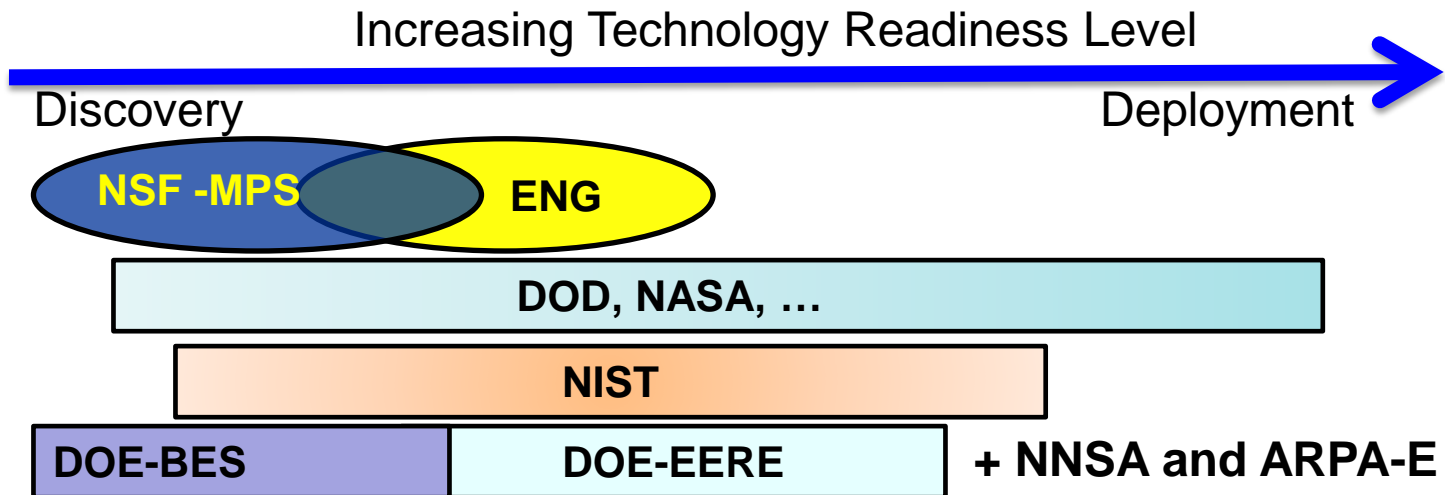 Increasing Technology Readiness Level
Discovery
Deployment
NSF -MPS
ENG
DOD, NASA, …
NIST
DOE-BES
DOE-EERE
+ NNSA and ARPA-E